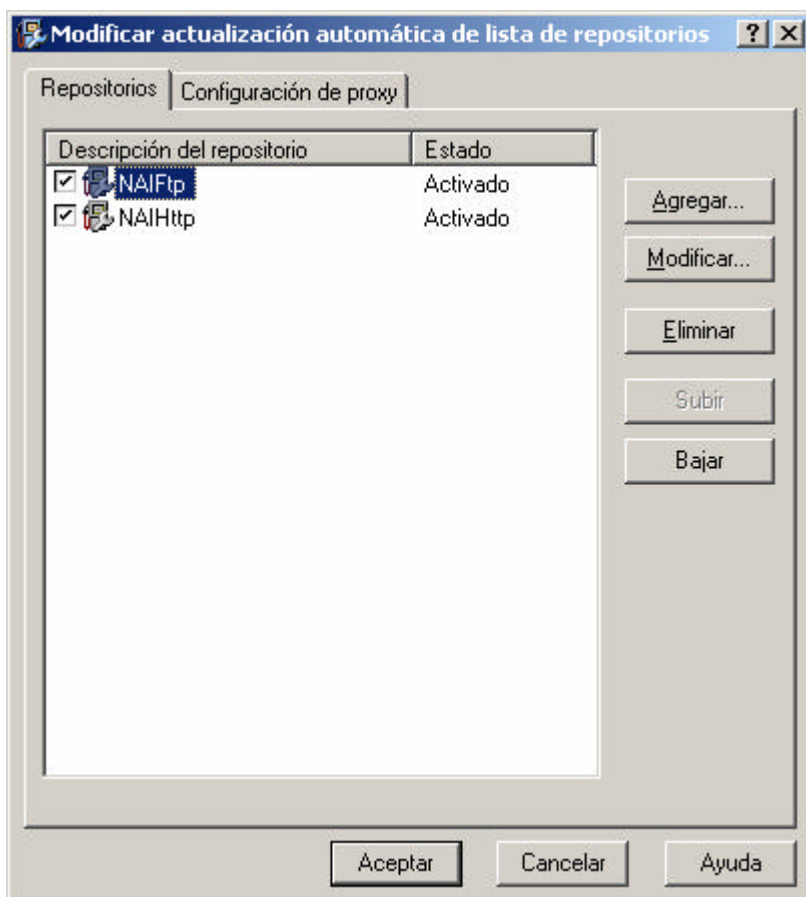 Modificar actualización automática de lista de repositorios
Repositorios Configuración de proxy
Descripción del repositorio Estado
NAIFtp Activado
NAIHttp Activado
Agregar...
Modificar...
Eliminar
Subir
Bajar
Aceptar Cancelar Ayuda